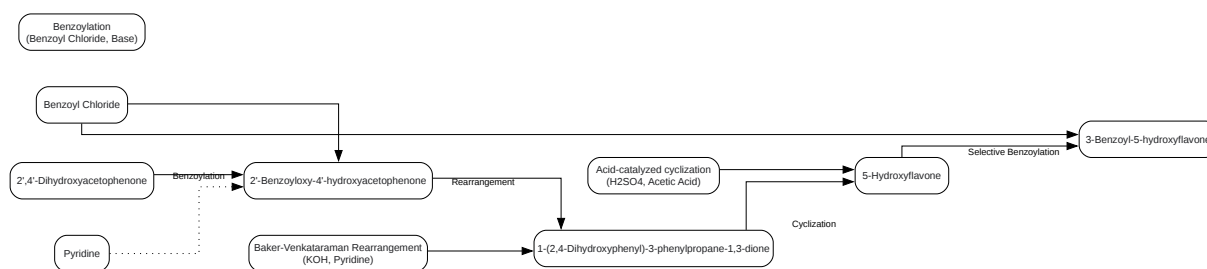 Benzoylation
(Benzoyl Chloride, Base)
Benzoyl Chloride
3-Benzoyl-5-hydroxyflavone
Selective Benzoylation
2',4'-Dihydroxyacetophenone
Benzoylation
2'-Benzoyloxy-4'-hydroxyacetophenone
Rearrangement
Acid-catalyzed cyclization
(H2SO4, Acetic Acid)
5-Hydroxyflavone
Cyclization
Pyridine
Baker-Venkataraman Rearrangement
(KOH, Pyridine)
1-(2,4-Dihydroxyphenyl)-3-phenylpropane-1,3-dione